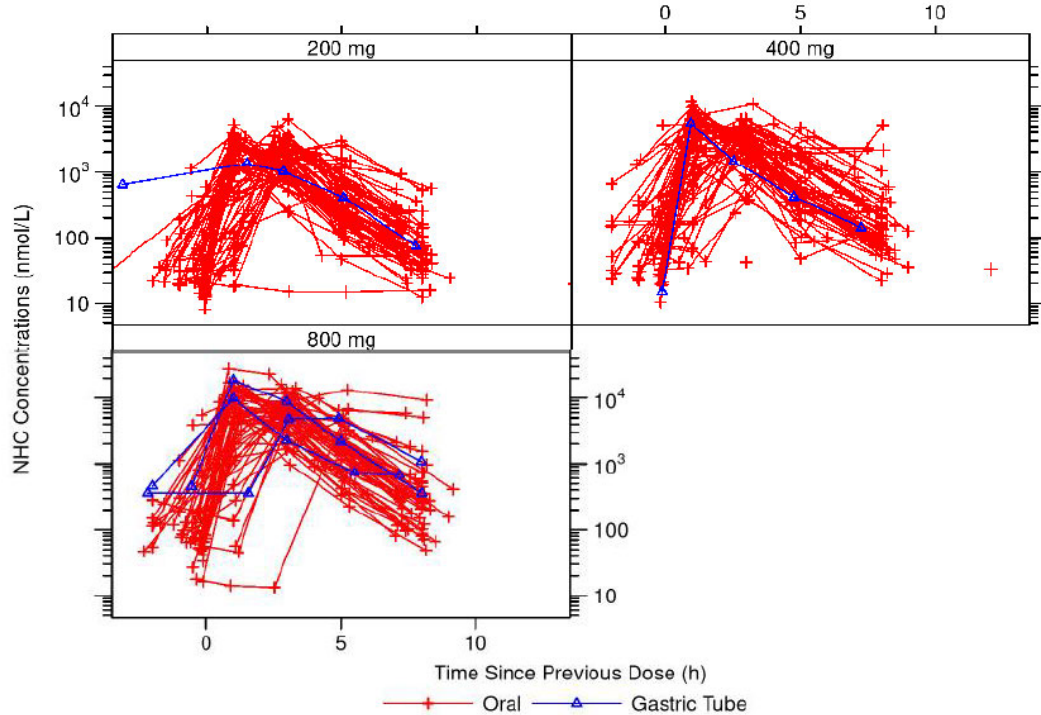 0 5 10
200 mg 400 mg
10^4
10^3
100
10
NHC Concentrations (nmol/L)
800 mg
10^4
10^3
100
10
0 5 10
Time Since Previous Dose (h)
Oral Gastric Tube